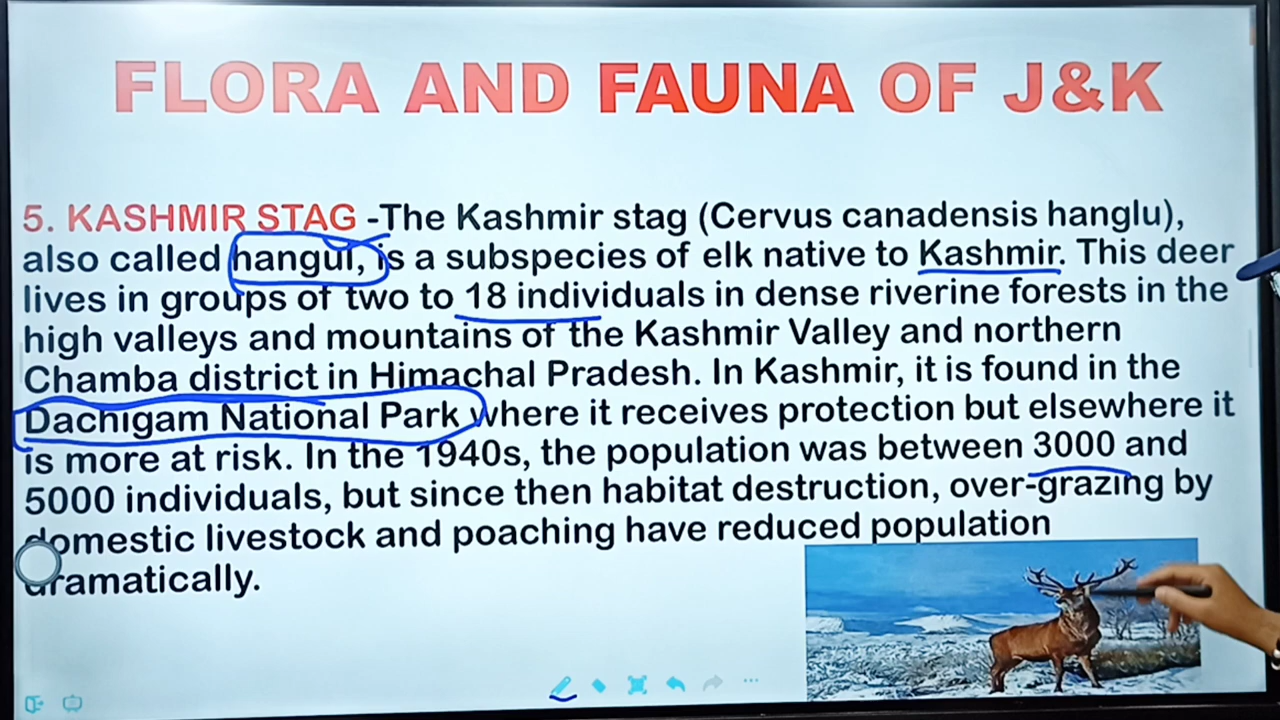 FLORA AND FAUNA OF J&K
5. KASHMIR STAG -The Kashmir stag (Cervus canadensis hanglu),
also called hangul, is a subspecies of elk native to Kashmir. This deer
lives in groups of two to 18 individuals in dense riverine forests in the
high valleys and mountains of the Kashmir Valley and northern
Chamba district in Himachal Pradesh. In Kashmir, it is found in the
Dachigam National Park where it receives protection but elsewhere it
is more at risk. In the 1940s, the population was between 3000 and
5000 individuals, but since then habitat destruction, over-grazing by
domestic livestock and poaching have reduced population
dramatically.